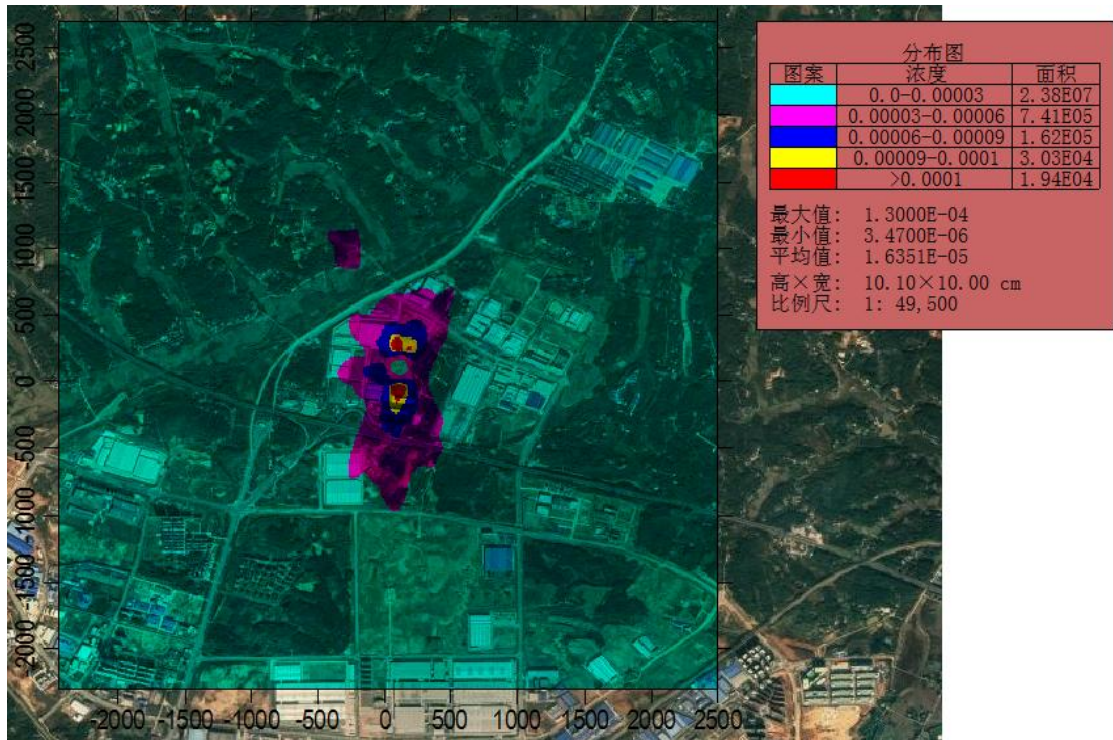 分布图
图案 浓度 面积
0.0-0.00003 2.38E07
0.00003-0.00006 7.41E05
0.00006-0.00009 1.62E05
0.00009-0.0001 3.03E04
>0.0001 1.94E04
最大值: 1.3000E-04
最小值: 3.4700E-06
平均值: 1.6351E-05
高×宽: 10.10×10.00 cm
比例尺: 1: 49,500
2500
2000
1500
1000
500
0
-500
-1000
-1500
-2000
-2000 -1500 -1000 -500 0 500 1000 1500 2000 2500